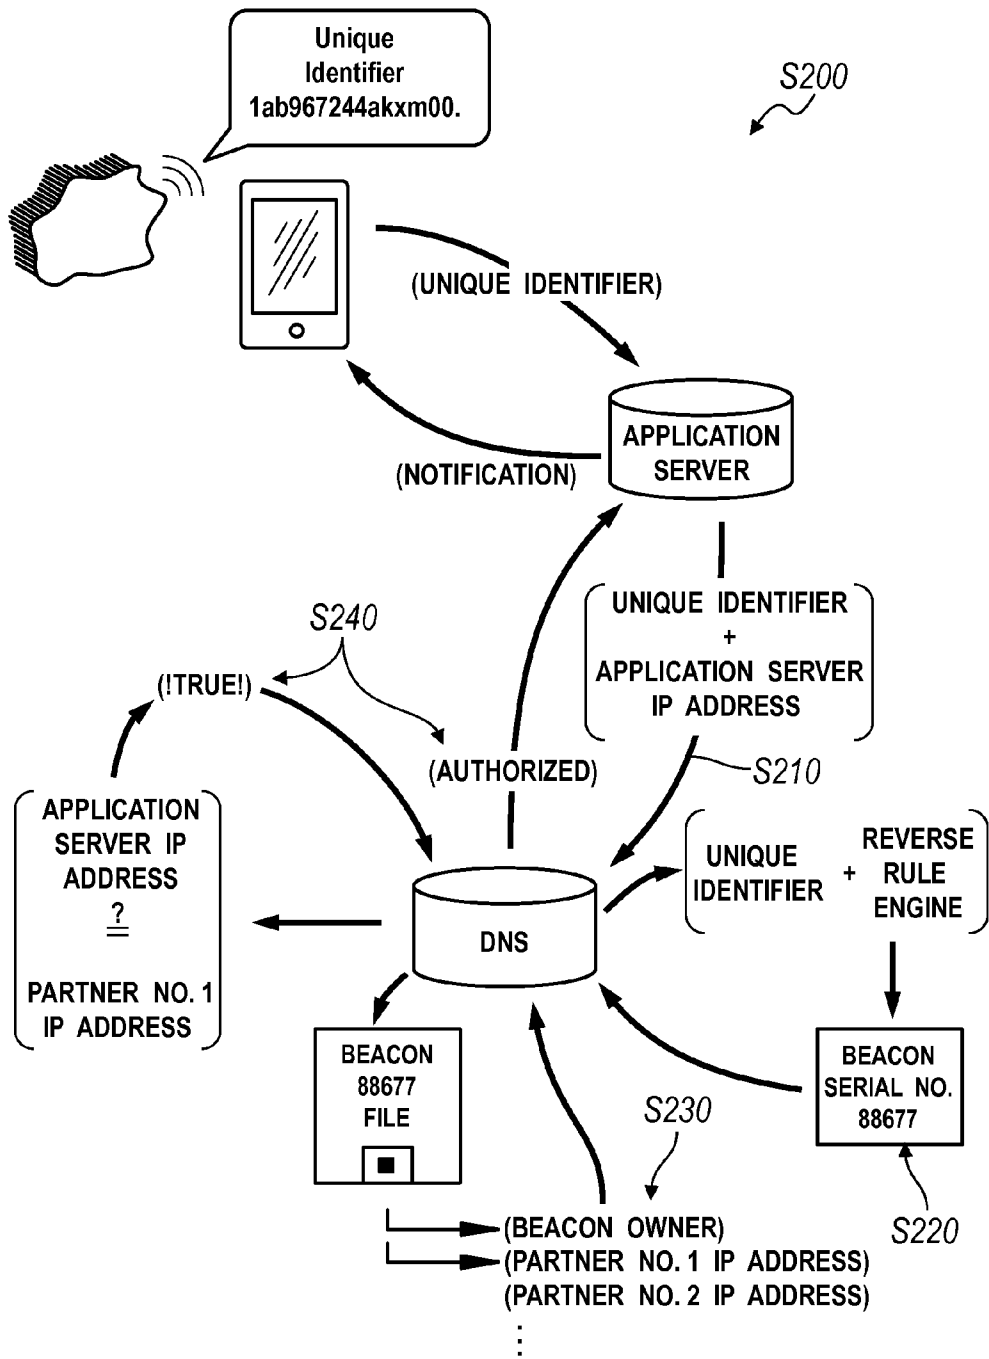 Unique
Identifier
1ab967244akxm00.
S200
(UNIQUE IDENTIFIER)
APPLICATION
SERVER
(NOTIFICATION)
S240
UNIQUE IDENTIFIER
+
APPLICATION SERVER
IP ADDRESS
(!TRUE!)
(AUTHORIZED)
S210
APPLICATION
SERVER IP
ADDRESS
?
=
PARTNER NO. 1
IP ADDRESS
UNIQUE
IDENTIFIER
+
REVERSE
RULE
ENGINE
DNS
BEACON
88677
FILE
BEACON
SERIAL NO.
88677
S230
S220
(BEACON OWNER)
(PARTNER NO. 1 IP ADDRESS)
(PARTNER NO. 2 IP ADDRESS)
⋮